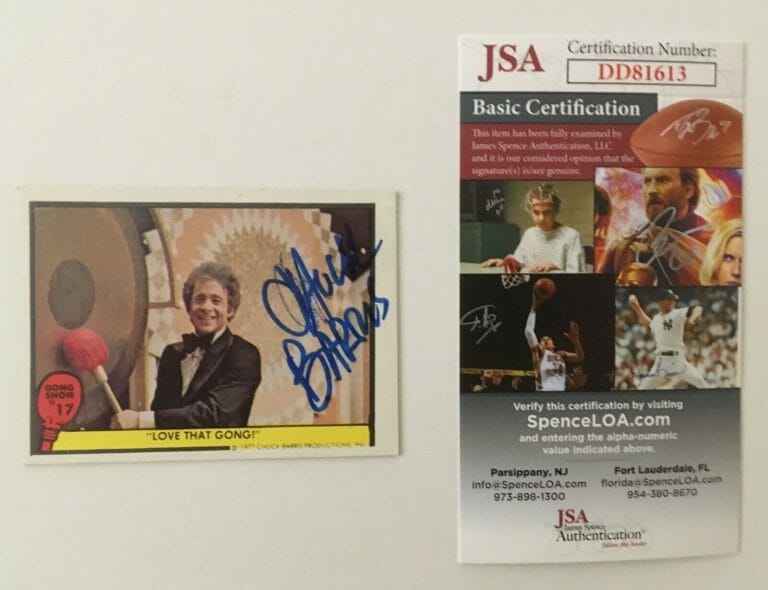 Chuck
Barris
GONG
SHOW
17
"LOVE THAT GONG!"
© 1977 CHUCK BARRIS PRODUCTIONS, INC.
JSA
Certification Number:
DD81613
Basic Certification
This item has been fully examined by
James Spence Authentication, LLC
and it is our considered opinion that the
signature(s) is/are genuine.
Verify this certification by visiting
SpenceLOA.com
and entering the alpha-numeric
value indicated above.
Parsippany, NJ
info@SpenceLOA.com
973-898-1300
Fort Lauderdale, FL
florida@SpenceLOA.com
954-380-8670
JSA
James Spence
Authentication
follow the leader